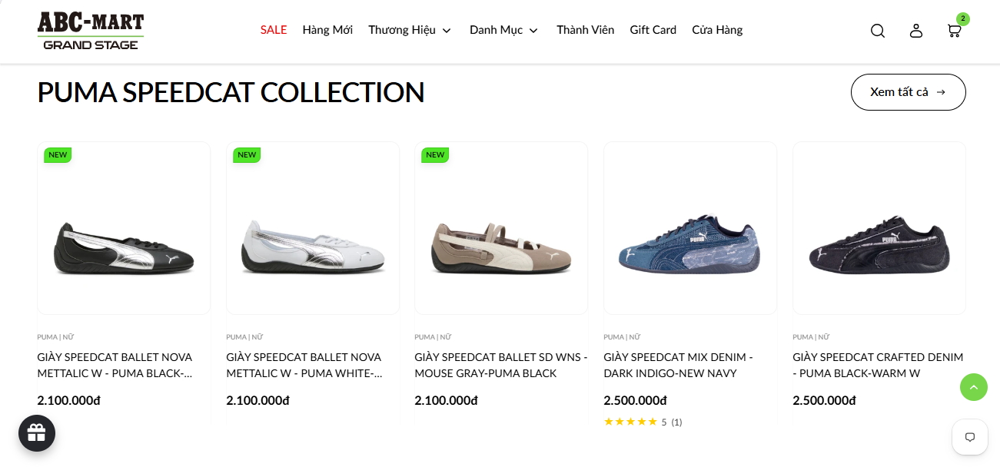 ABC-MART
GRAND STAGE
SALE Hàng Mới Thương Hiệu Danh Mục Thành Viên Gift Card Cửa Hàng
2
PUMA SPEEDCAT COLLECTION
Xem tất cả →
NEW
NEW
NEW
PUMA
PUMA
PUMA | NỮ
GIÀY SPEEDCAT BALLET NOVA
METTALIC W - PUMA BLACK-...
2.100.000đ
PUMA | NỮ
GIÀY SPEEDCAT BALLET NOVA
METTALIC W - PUMA WHITE-...
2.100.000đ
PUMA | NỮ
GIÀY SPEEDCAT BALLET SD WNS -
MOUSE GRAY-PUMA BLACK
2.100.000đ
PUMA | NỮ
GIÀY SPEEDCAT MIX DENIM -
DARK INDIGO-NEW NAVY
2.500.000đ
★★★★★ 5 (1)
PUMA | NỮ
GIÀY SPEEDCAT CRAFTED DENIM
- PUMA BLACK-WARM W
2.500.000đ